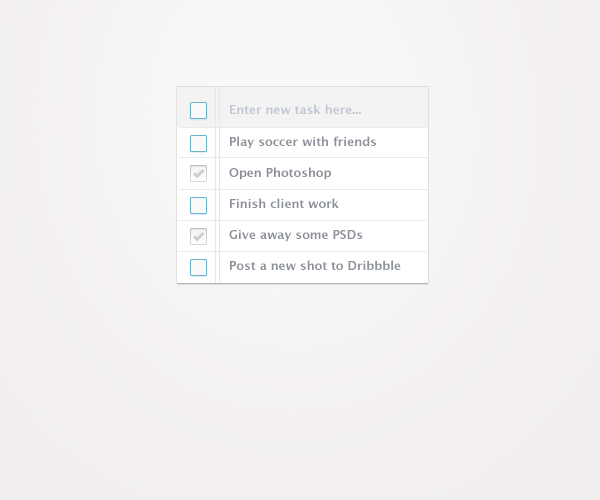 Enter new task here...
Play soccer with friends
Open Photoshop
Finish client work
Give away some PSDs
Post a new shot to Dribbble